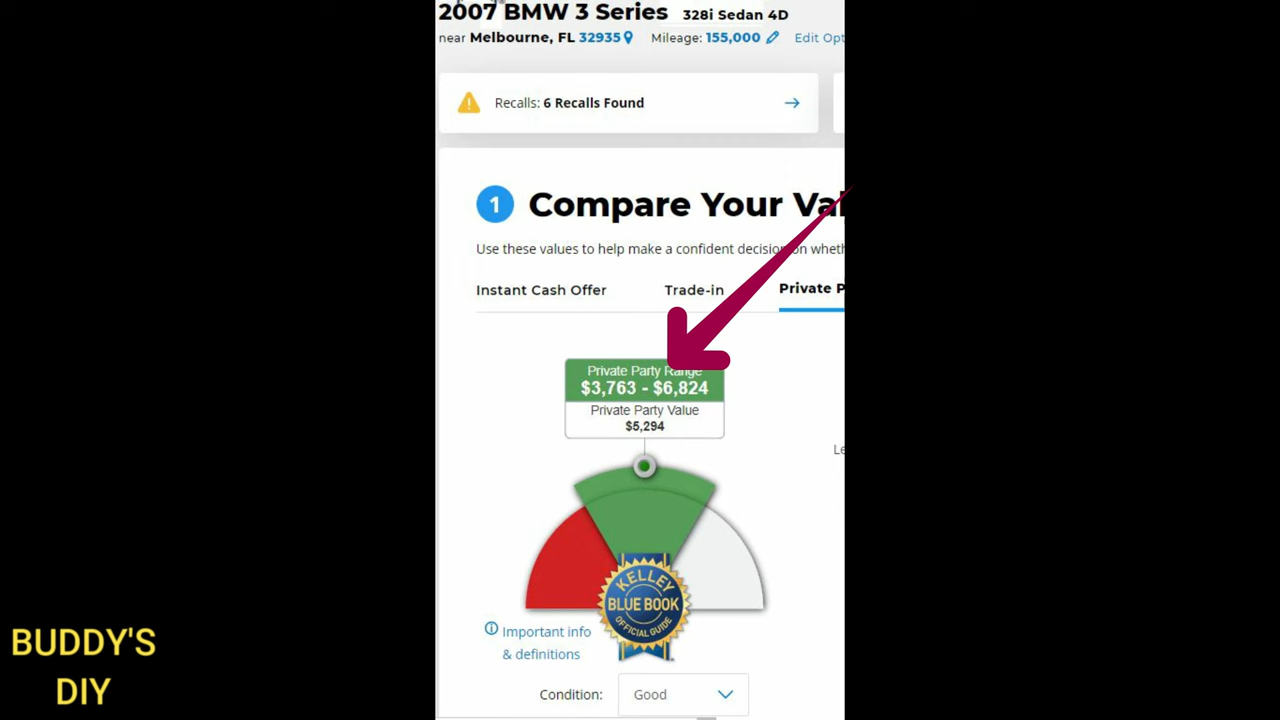 2007 BMW 3 Series 328i Sedan 4D
near Melbourne, FL 32935 Mileage: 155,000 Edit Opt
Recalls: 6 Recalls Found
1 Compare Your Val
Use these values to help make a confident decision on wheth
Instant Cash Offer Trade-in Private P
Private Party Range
$3,763 - $6,824
Private Party Value
$5,294
Le
KELLEY
BLUE BOOK
OFFICIAL GUIDE
Important info
& definitions
Condition: Good
BUDDY'S
DIY